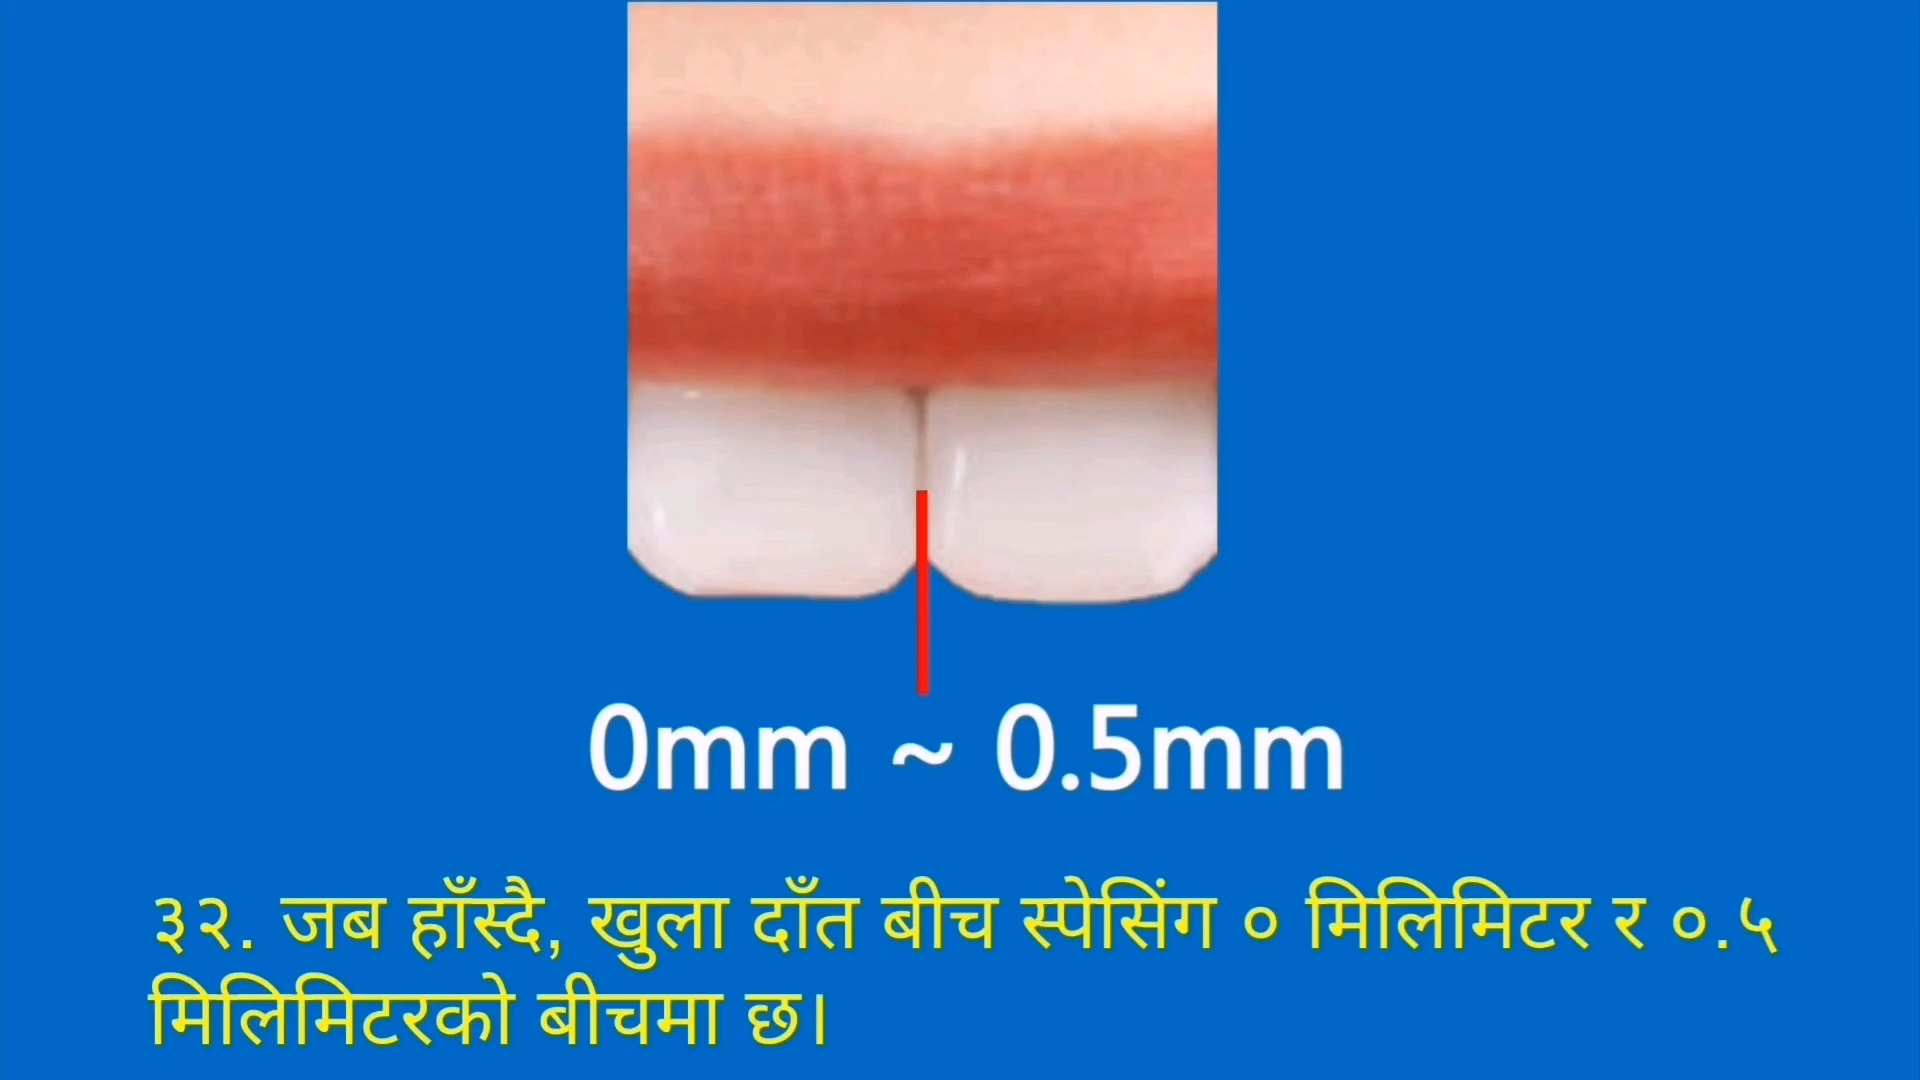 0mm ~ 0.5mm
३२. जब हाँस्दै, खुला दाँत बीच स्पेसिंग ० मिलिमिटर र ०.५
मिलिमिटरको बीचमा छ।